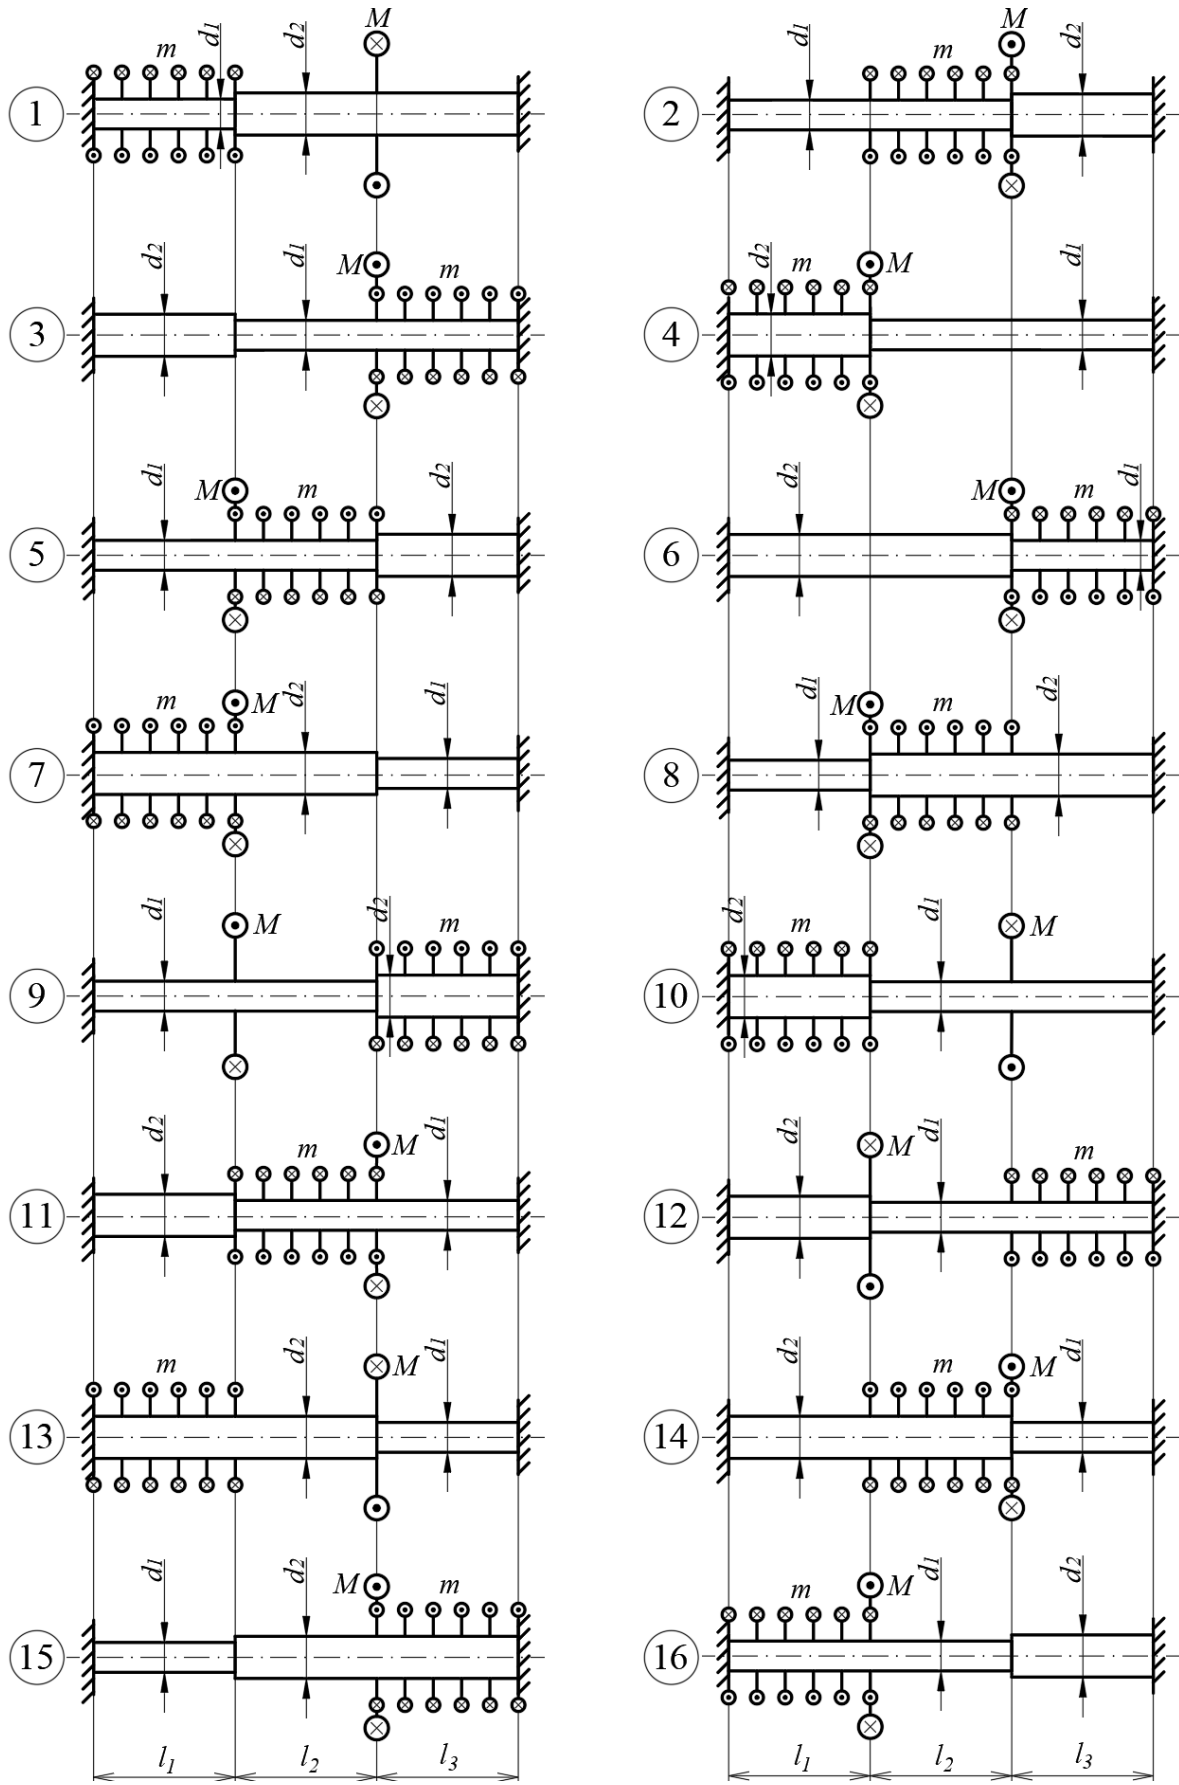 M
d1 d2 m
1
M
d1 m d2
2
d2 d1 M m
3
d2 m M d1
4
d1 M m d2
5
d2 M m d1
6
m M d2 d1
7
d1 M m d2
8
d1 M d2 m
9
d2 m d1 M
10
d2 m M d1
11
d2 M d1 m
12
m d2 M d1
13
d2 m M d1
14
d1 d2 M m
15
m M d1 d2
16
l1 l2 l3
l1 l2 l3